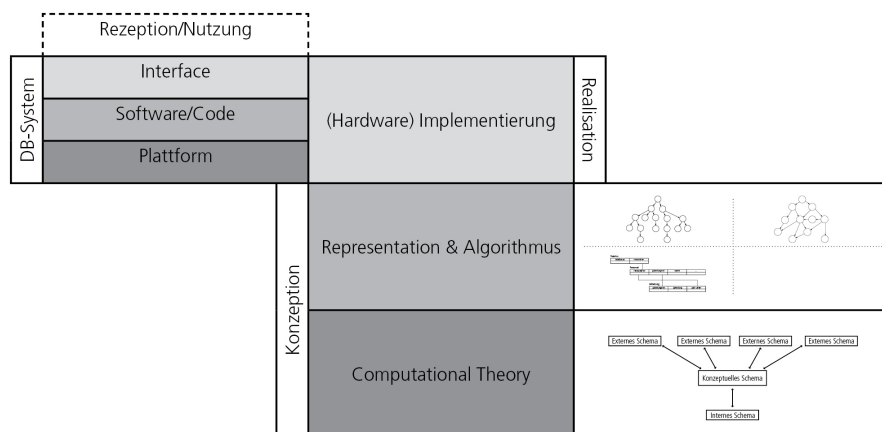 Rezeption/Nutzung
DB-System
Interface
Software/Code
Plattform
(Hardware) Implementierung
Realisation
Konzeption
Representation & Algorithmus
Computational Theory
Externes Schema
Externes Schema
Externes Schema
Externes Schema
Konzeptuelles Schema
Internes Schema